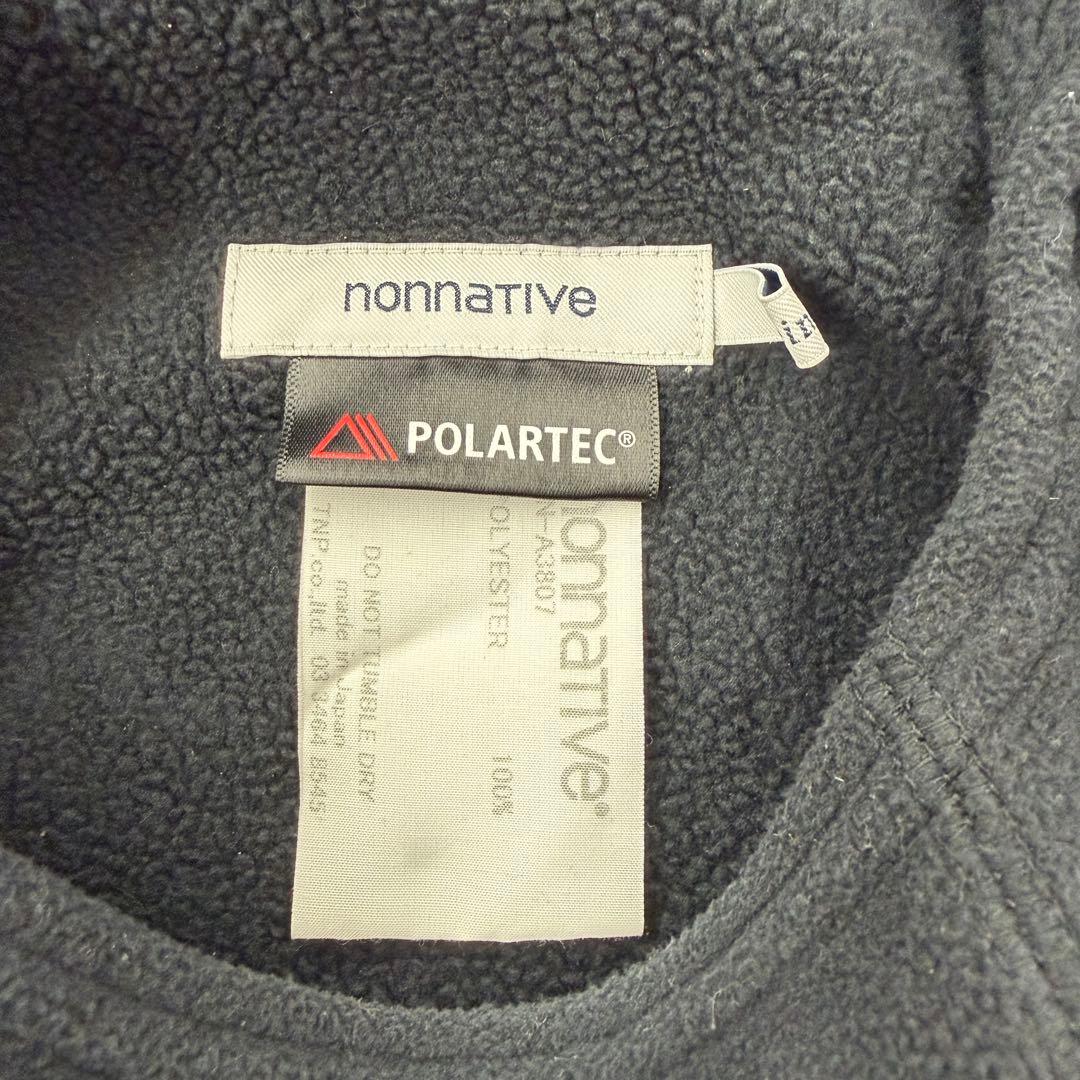 nonnative
POLARTEC®
nonnative®
N-A3807
OLYESTER 100%
DO NOT TUMBLE DRY
made in Japan
TNP.co.,ltd. 03 3464 8545